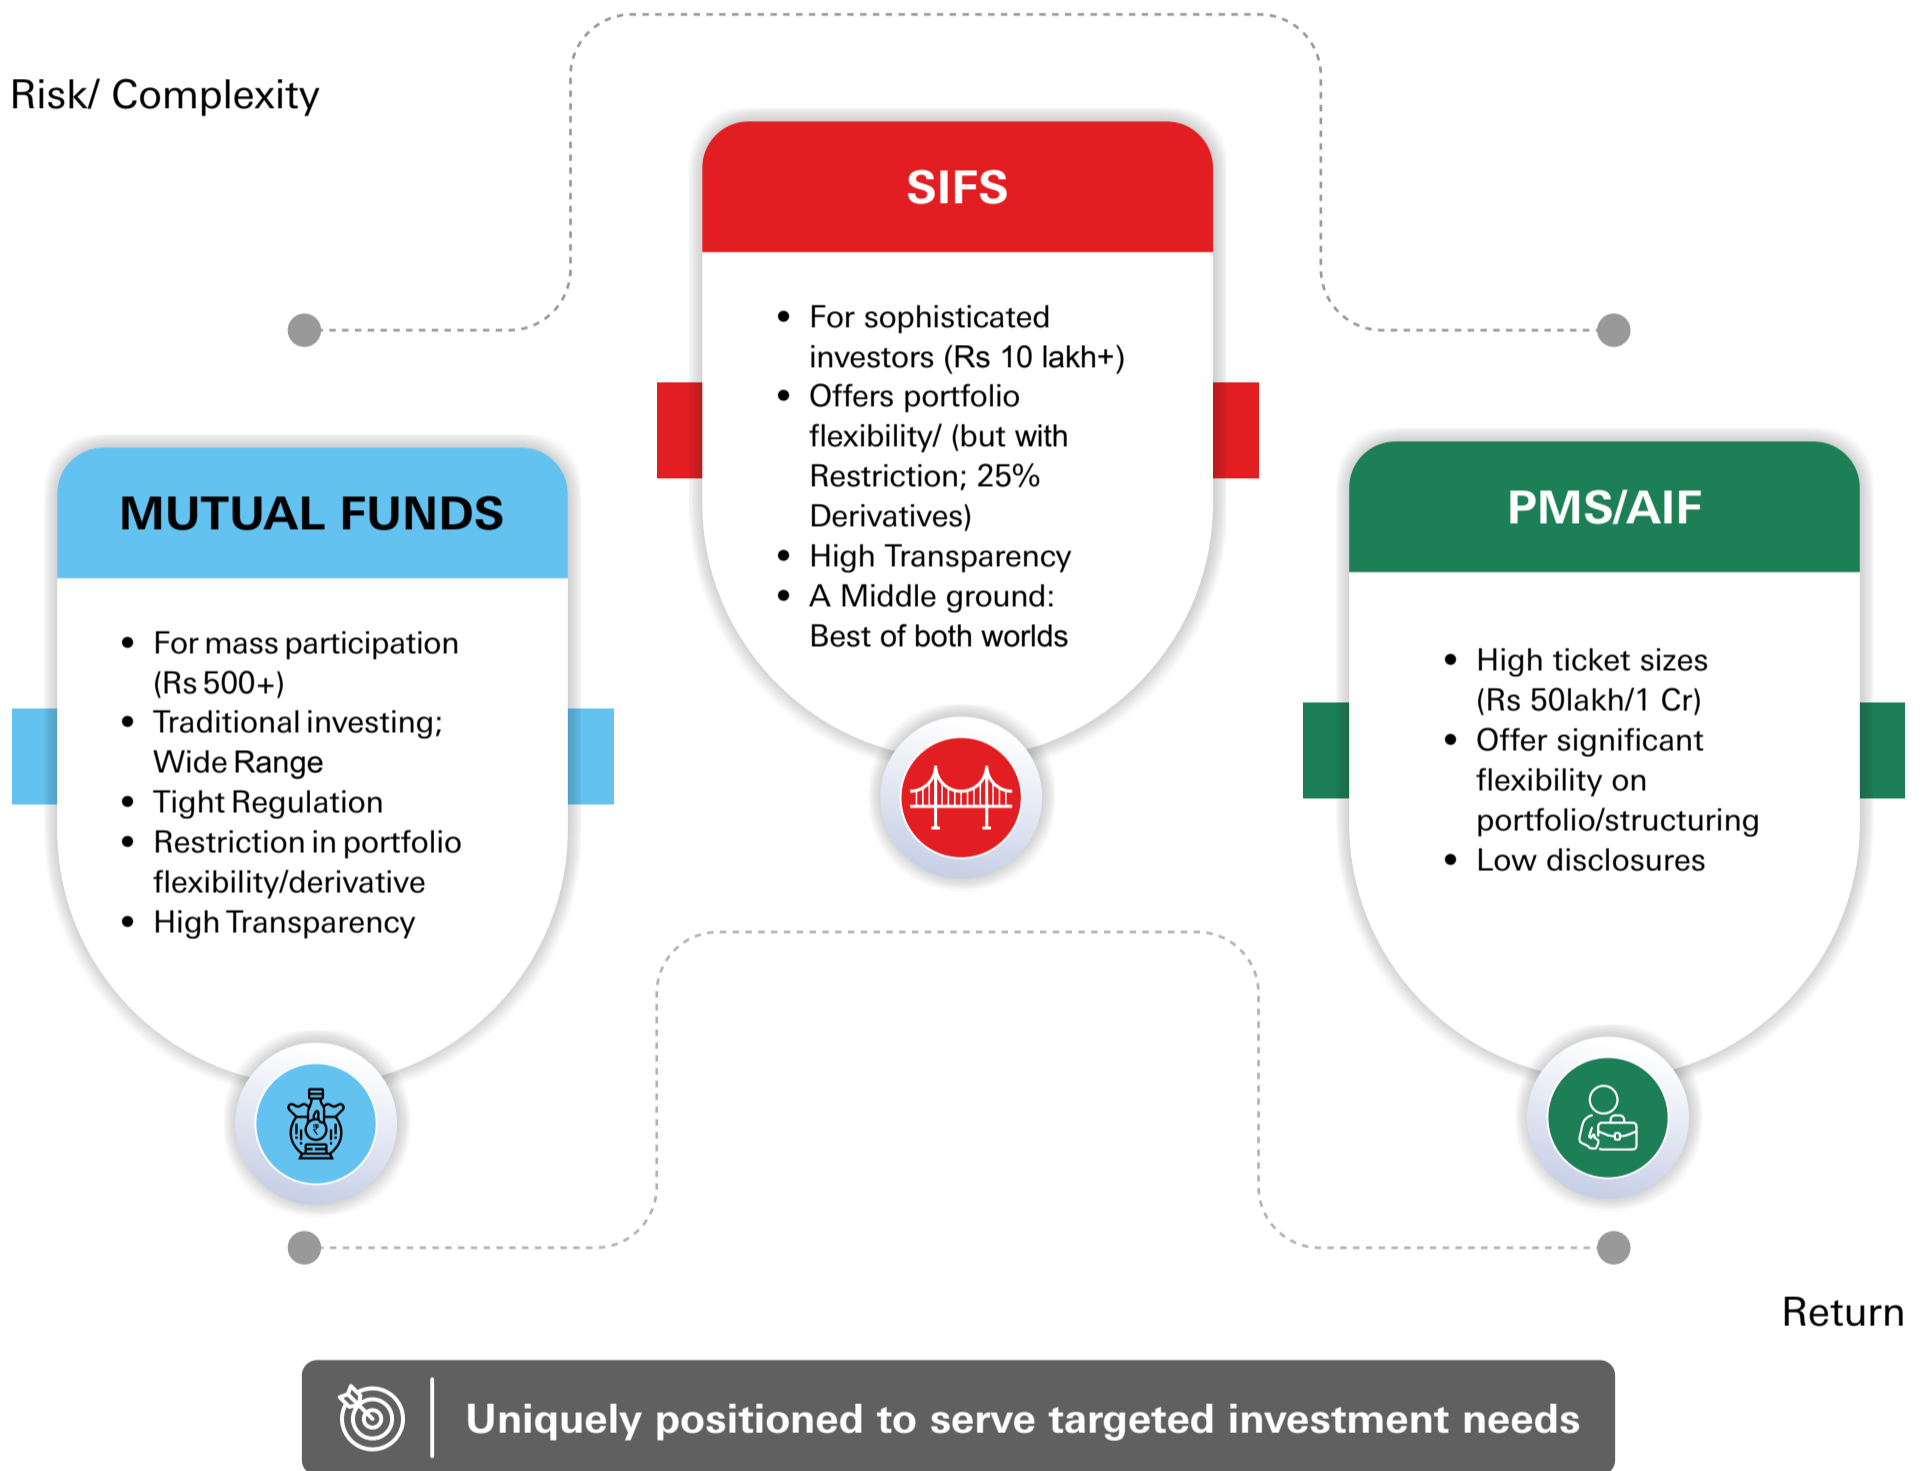 Risk/ Complexity
SIFS
• For sophisticated
investors (Rs 10 lakh+)
• Offers portfolio
flexibility/ (but with
Restriction; 25%
Derivatives)
• High Transparency
• A Middle ground:
Best of both worlds
MUTUAL FUNDS
• For mass participation
(Rs 500+)
• Traditional investing;
Wide Range
• Tight Regulation
• Restriction in portfolio
flexibility/derivative
• High Transparency
₹
PMS/AIF
• High ticket sizes
(Rs 50lakh/1 Cr)
• Offer significant
flexibility on
portfolio/structuring
• Low disclosures
Return
Uniquely positioned to serve targeted investment needs